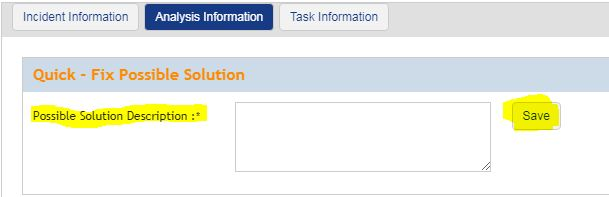 Incident Information Analysis Information Task Information
Quick - Fix Possible Solution
Possible Solution Description :* Save